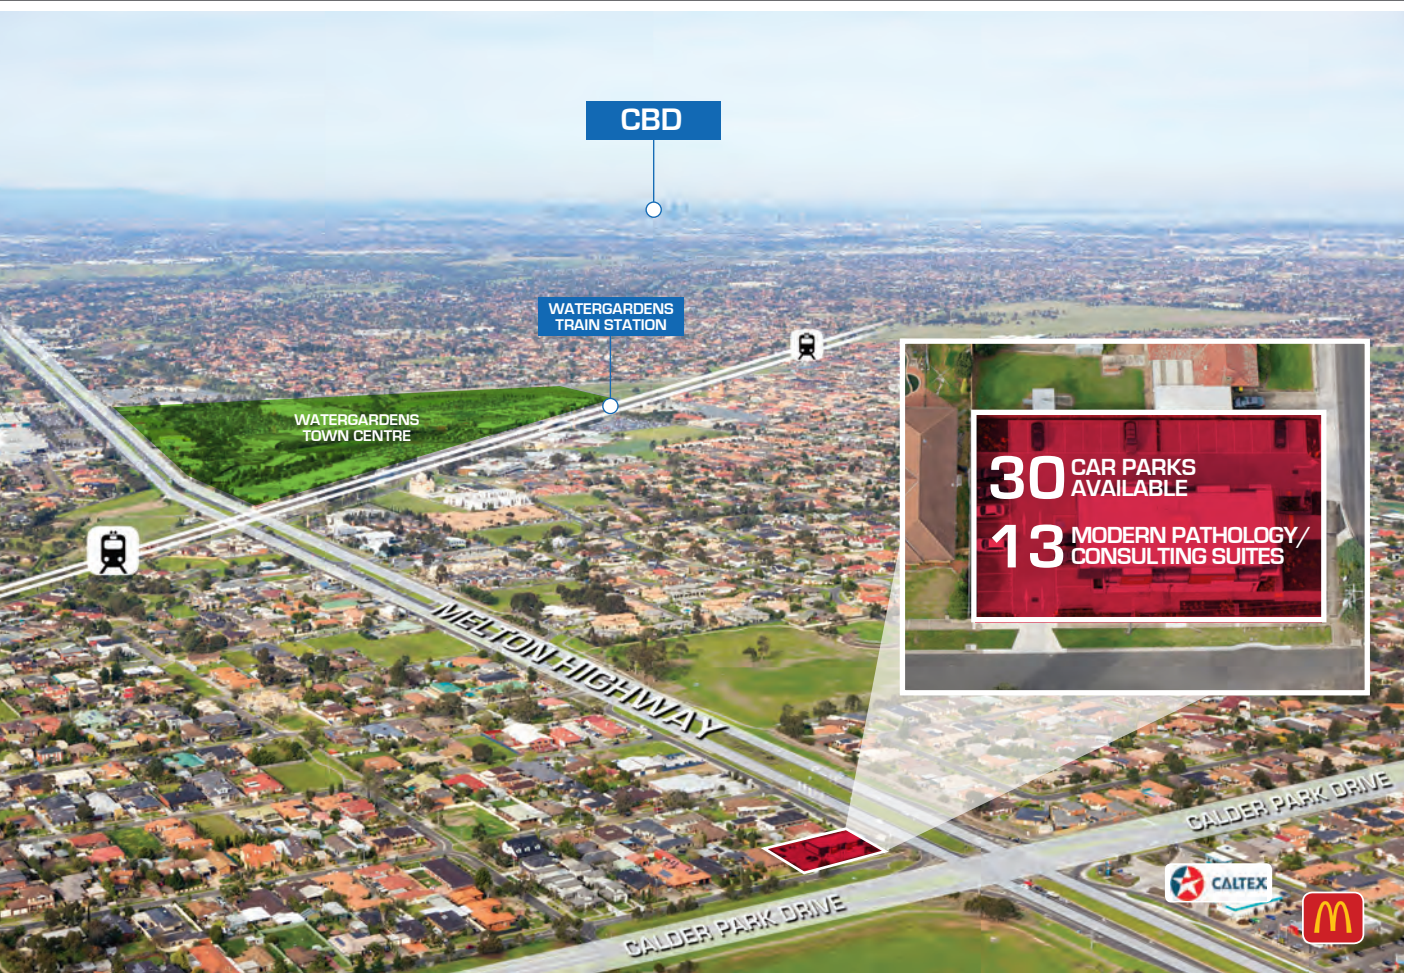 CBD
WATERGARDENS
TRAIN STATION
WATERGARDENS
TOWN CENTRE
30 CAR PARKS
AVAILABLE
13 MODERN PATHOLOGY/
CONSULTING SUITES
MELTON HIGHWAY
CALDER PARK DRIVE
CALTEX
CALDER PARK DRIVE